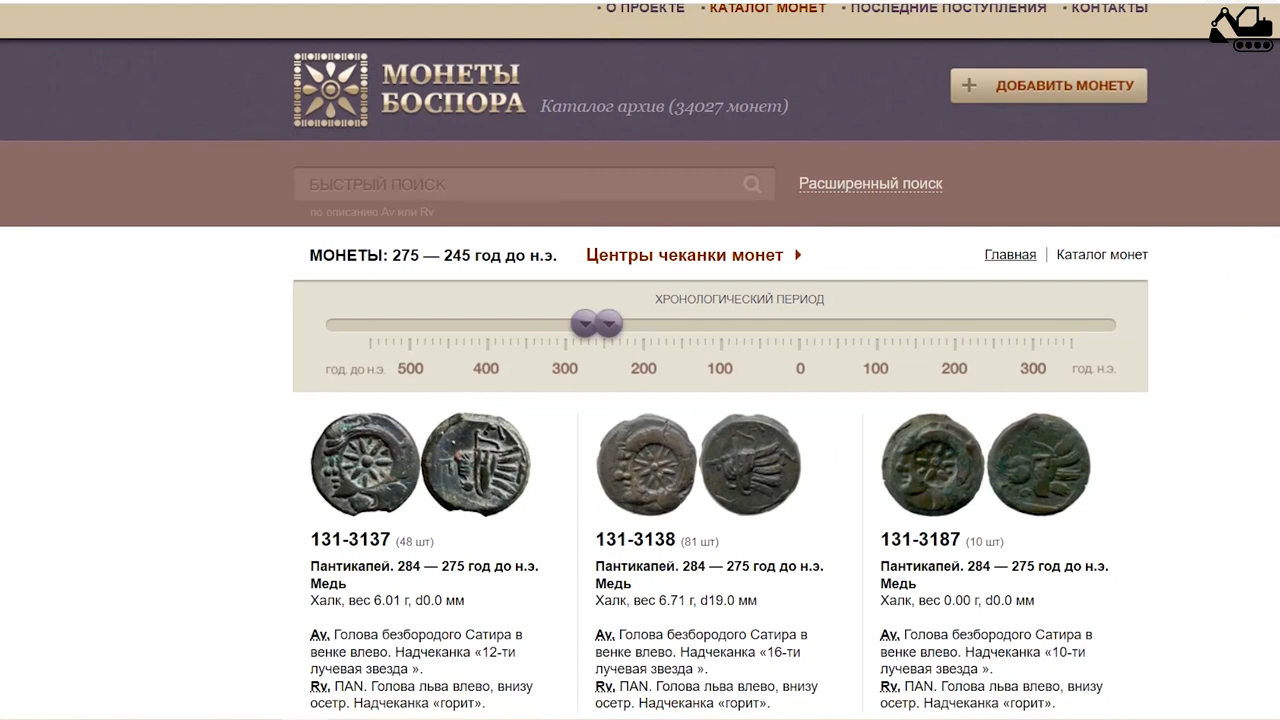 • О ПРОЕКТЕ • КАТАЛОГ МОНЕТ • ПОСЛЕДНИЕ ПОСТУПЛЕНИЯ • КОНТАКТЫ
МОНЕТЫ
БОСПОРА
Каталог архив (34027 монет)
+ ДОБАВИТЬ МОНЕТУ
БЫСТРЫЙ ПОИСК
Расширенный поиск
по описанию Av или Rv
МОНЕТЫ: 275 — 245 год до н.э. Центры чеканки монет
Главная | Каталог монет
ХРОНОЛОГИЧЕСКИЙ ПЕРИОД
год. до н.э. 500 400 300 200 100 0 100 200 300 год. н.э.
131-3137 (48 шт)
Пантикапей. 284 — 275 год до н.э.
Медь
Халк, вес 6.01 г, d0.0 мм
Av. Голова безбородого Сатира в
венке влево. Надчеканка «12-ти
лучевая звезда ».
Rv. ПАN. Голова льва влево, внизу
осетр. Надчеканка «горит».
131-3138 (81 шт)
Пантикапей. 284 — 275 год до н.э.
Медь
Халк, вес 6.71 г, d19.0 мм
Av. Голова безбородого Сатира в
венке влево. Надчеканка «16-ти
лучевая звезда ».
Rv. ПАN. Голова льва влево, внизу
осетр. Надчеканка «горит».
131-3187 (10 шт)
Пантикапей. 284 — 275 год до н.э.
Медь
Халк, вес 0.00 г, d0.0 мм
Av. Голова безбородого Сатира в
венке влево. Надчеканка «10-ти
лучевая звезда ».
Rv. ПАN. Голова льва влево, внизу
осетр. Надчеканка «горит».